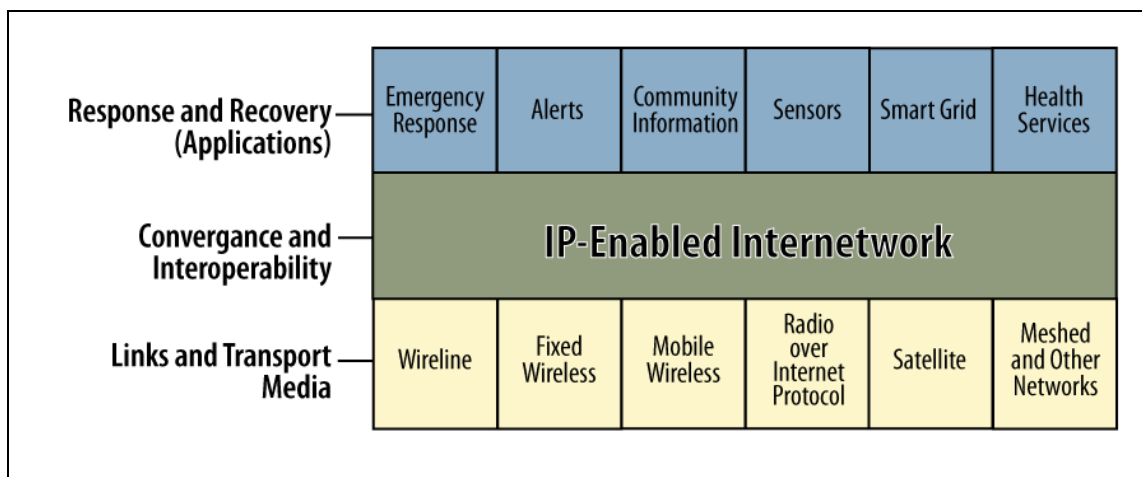 Response and Recovery
(Applications)
Emergency
Response
Alerts
Community
Information
Sensors
Smart Grid
Health
Services
Convergance and
Interoperability
IP-Enabled Internetwork
Links and Transport
Media
Wireline
Fixed
Wireless
Mobile
Wireless
Radio
over
Internet
Protocol
Satellite
Meshed
and Other
Networks